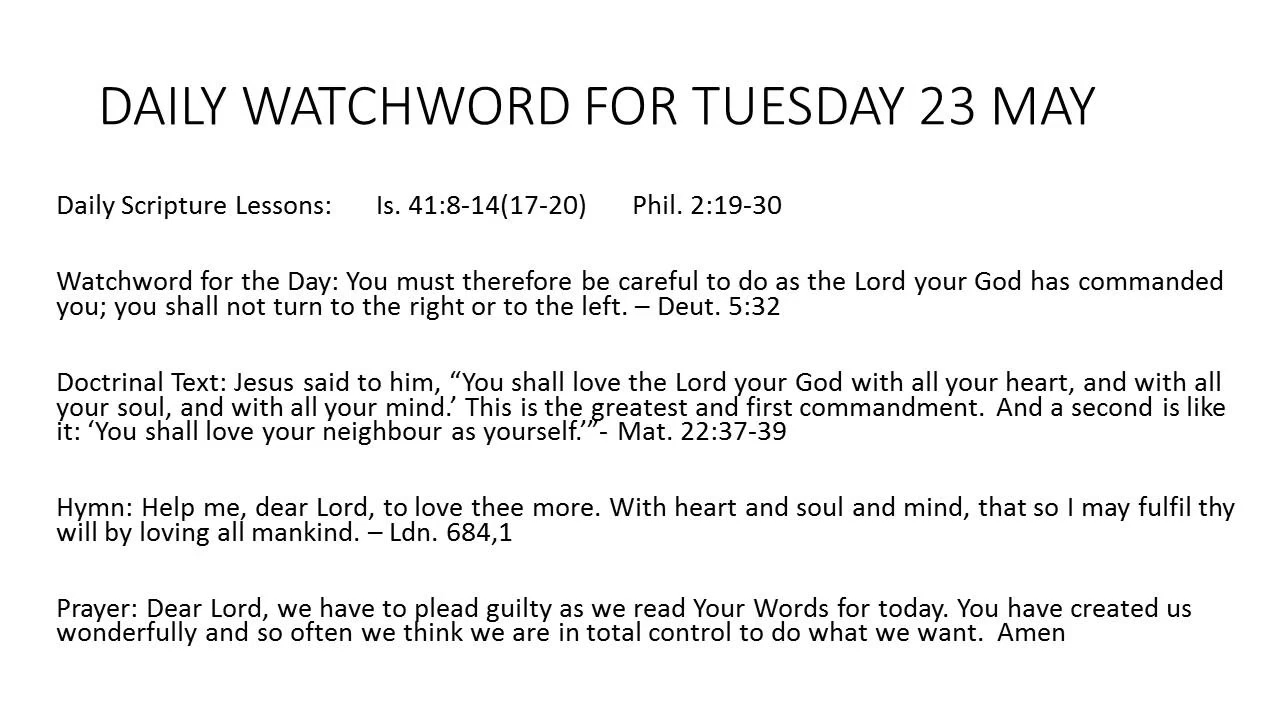 DAILY WATCHWORD FOR TUESDAY 23 MAY
Daily Scripture Lessons: Is. 41:8-14(17-20) Phil. 2:19-30
Watchword for the Day: You must therefore be careful to do as the Lord your God has commanded
you; you shall not turn to the right or to the left. – Deut. 5:32
Doctrinal Text: Jesus said to him, “You shall love the Lord your God with all your heart, and with all
your soul, and with all your mind.’ This is the greatest and first commandment. And a second is like
it: ‘You shall love your neighbour as yourself.’”- Mat. 22:37-39
Hymn: Help me, dear Lord, to love thee more. With heart and soul and mind, that so I may fulfil thy
will by loving all mankind. – Ldn. 684,1
Prayer: Dear Lord, we have to plead guilty as we read Your Words for today. You have created us
wonderfully and so often we think we are in total control to do what we want. Amen